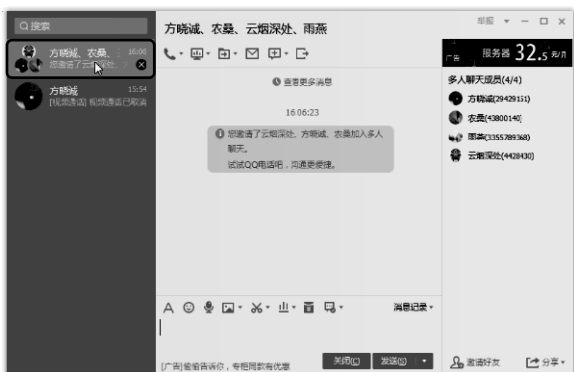 搜索
方晓诚、农桑、
16:06
您邀请了云烟深处、
方晓诚
15:54
[视频通话] 视频通话已取消
方晓诚、农桑、云烟深处、雨燕
举报
查看更多消息
16:06:23
您邀请了云烟深处、方晓诚、农桑加入多人
聊天。
试试QQ电话吧，沟通更便捷。
消息记录
[广告]偷偷告诉你，专柜同款有优惠
关闭(C)
发送(S)
广告
服务器 32.5元/月
多人聊天成员(4/4)
方晓诚(29429151)
农桑(43800140)
雨燕(3355789368)
云烟深处(4428430)
邀请好友
分享